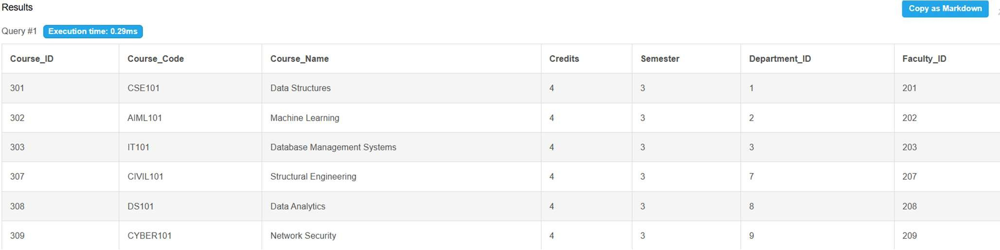 Results
Copy as Markdown
Query #1 Execution time: 0.29ms
Course_ID Course_Code Course_Name Credits Semester Department_ID Faculty_ID
301 CSE101 Data Structures 4 3 1 201
302 AIML101 Machine Learning 4 3 2 202
303 IT101 Database Management Systems 4 3 3 203
307 CIVIL101 Structural Engineering 4 3 7 207
308 DS101 Data Analytics 4 3 8 208
309 CYBER101 Network Security 4 3 9 209